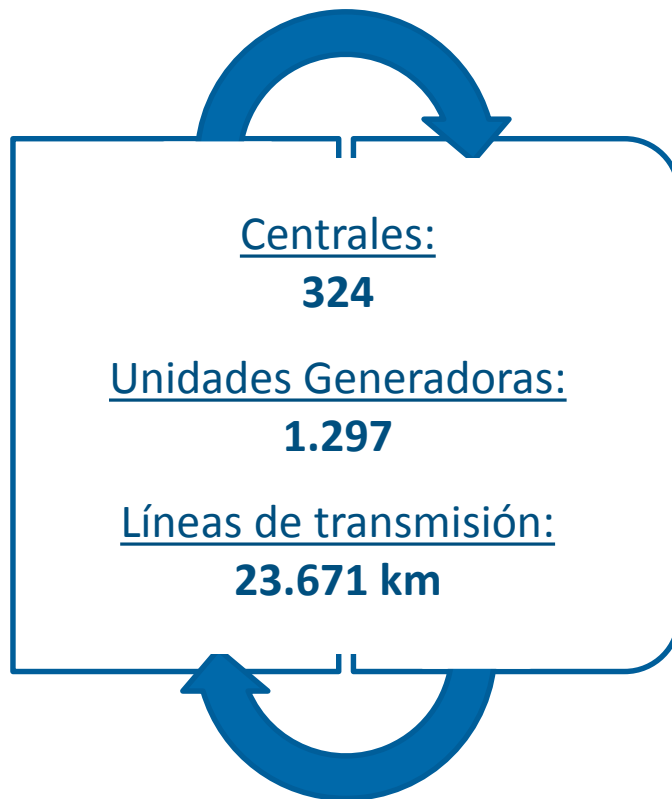 Centrales:
324
Unidades Generadoras:
1.297
Líneas de transmisión:
23.671 km